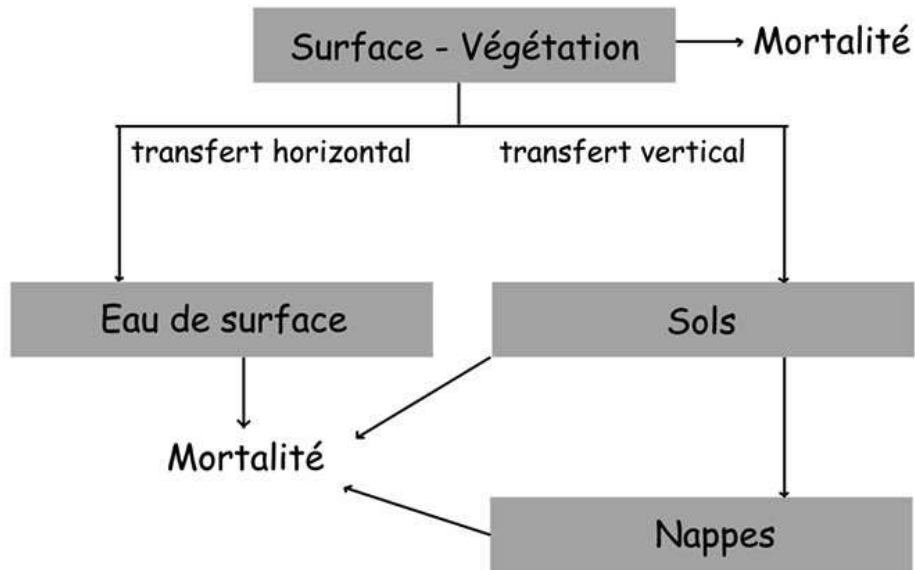 Surface - Végétation
Mortalité
transfert horizontal
transfert vertical
Eau de surface
Sols
Mortalité
Nappes